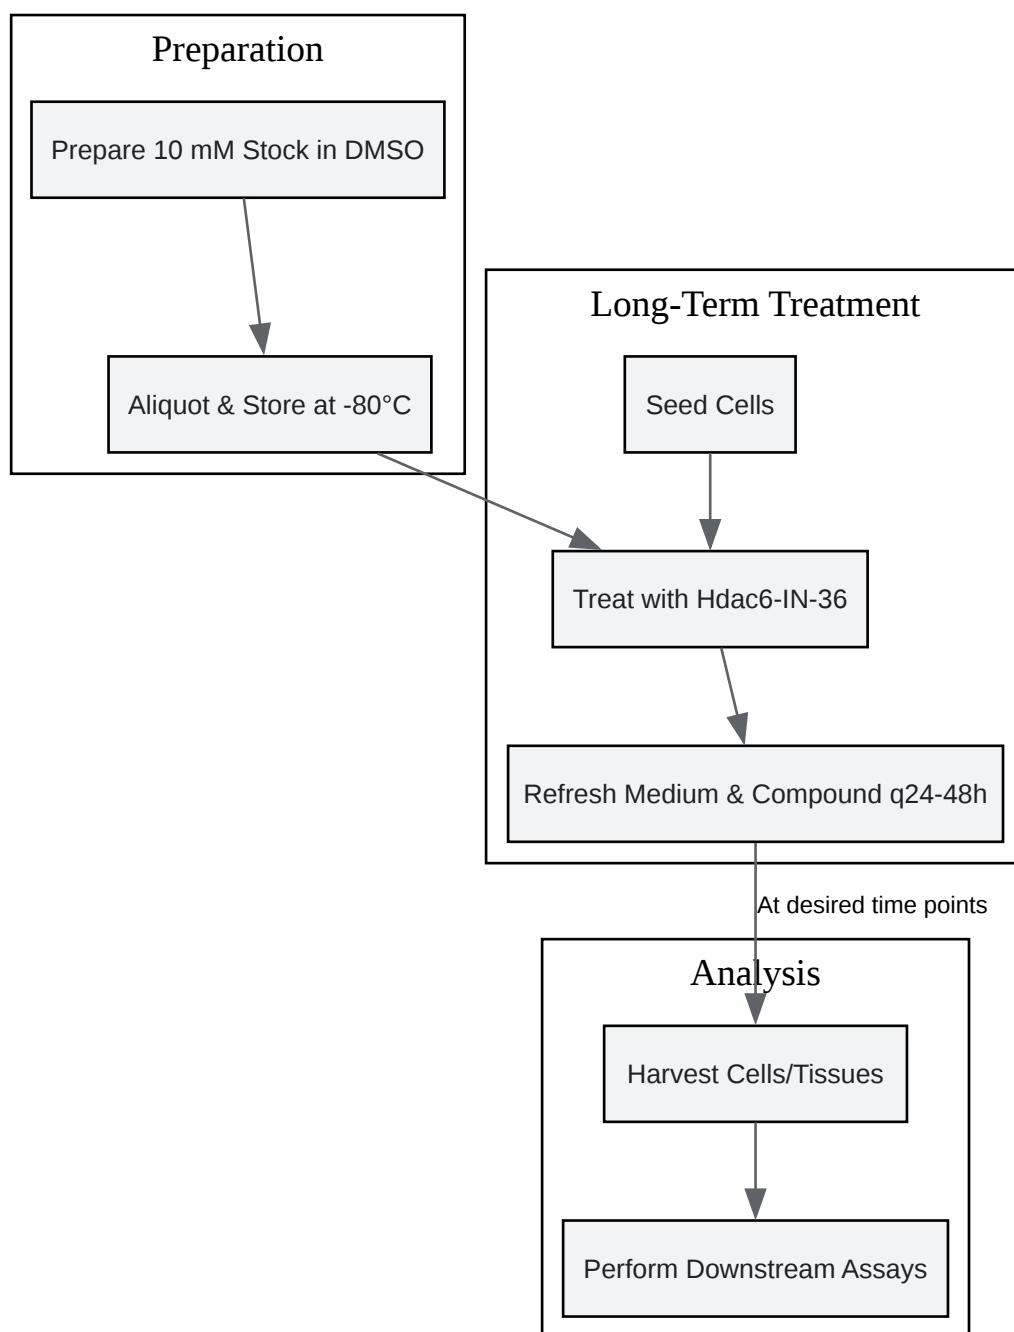 Preparation
Prepare 10 mM Stock in DMSO
Aliquot & Store at -80°C
Long-Term Treatment
Seed Cells
Treat with Hdac6-IN-36
Refresh Medium & Compound q24-48h
At desired time points
Analysis
Harvest Cells/Tissues
Perform Downstream Assays